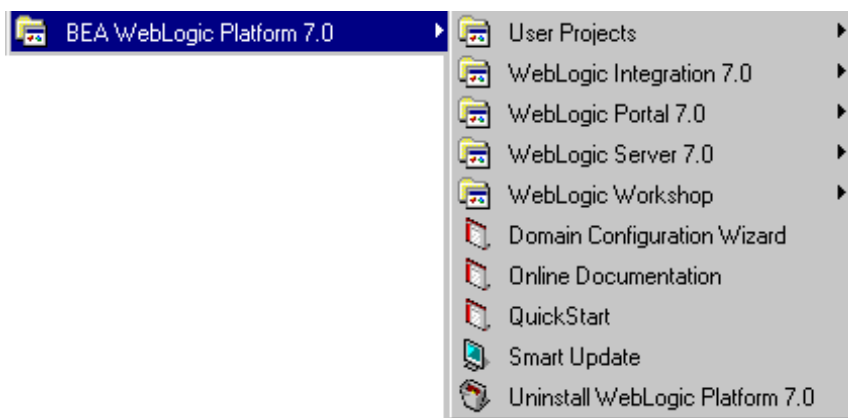 BEA WebLogic Platform 7.0
User Projects
WebLogic Integration 7.0
WebLogic Portal 7.0
WebLogic Server 7.0
WebLogic Workshop
Domain Configuration Wizard
Online Documentation
QuickStart
Smart Update
Uninstall WebLogic Platform 7.0